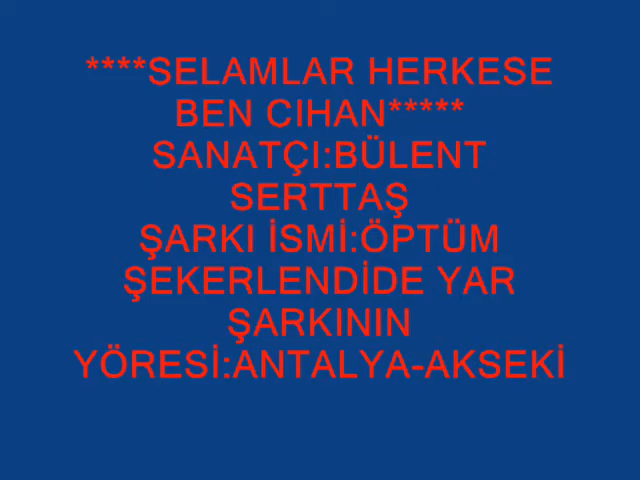 ****SELAMLAR HERKESE
BEN CIHAN*****
SANATÇI:BÜLENT
SERTTAŞ
ŞARKI İSMİ:ÖPTÜM
ŞEKERLENDİDE YAR
ŞARKININ
YÖRESİ:ANTALYA-AKSEKİ